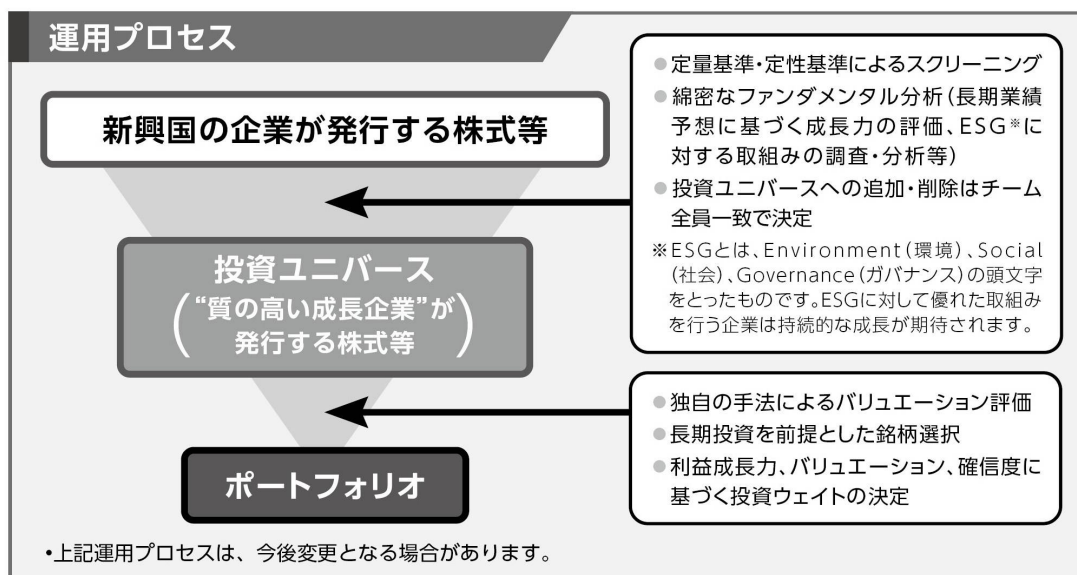 運用プロセス
新興国の企業が発行する株式等
●定量基準・定性基準によるスクリーニング
●綿密なファンダメンタル分析(長期業績
予想に基づく成長力の評価、ESG※に
対する取組みの調査・分析等)
●投資ユニバースへの追加・削除はチーム
全員一致で決定
※ESGとは、Environment(環境)、Social
(社会)、Governance(ガバナンス)の頭文字
をとったものです。ESGに対して優れた取組み
を行う企業は持続的な成長が期待されます。
投資ユニバース
(“質の高い成長企業”が
発行する株式等)
●独自の手法によるバリュエーション評価
●長期投資を前提とした銘柄選択
●利益成長力、バリュエーション、確信度に
基づく投資ウェイトの決定
ポートフォリオ
•上記運用プロセスは、今後変更となる場合があります。